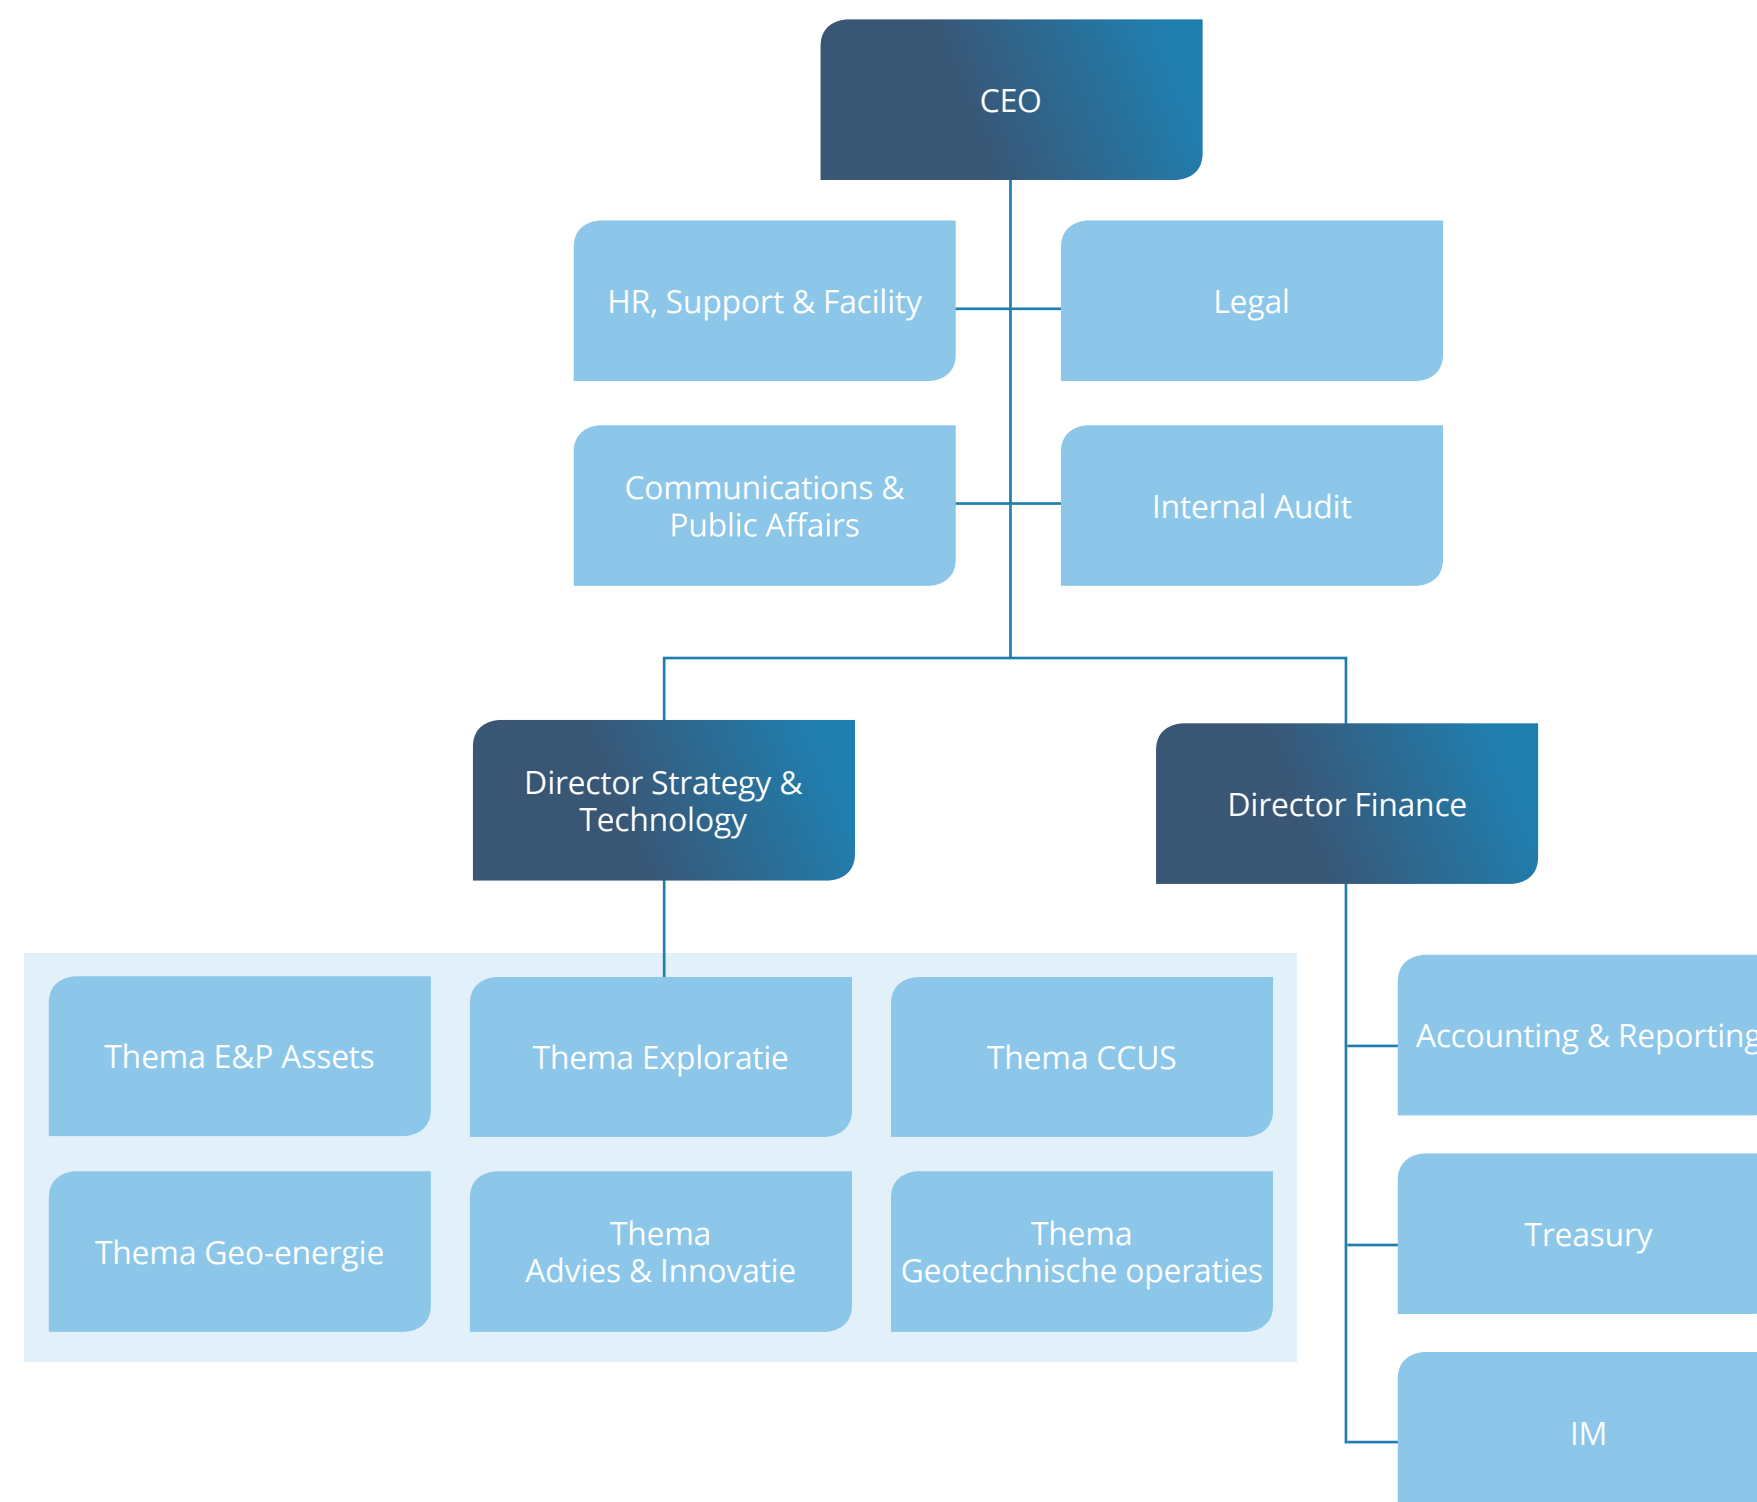 CEO
HR, Support & Facility
Legal
Communications &
Public Affairs
Internal Audit
Director Strategy &
Technology
Director Finance
Thema E&P Assets
Thema Exploratie
Thema CCUS
Thema Geo-energie
Thema
Advies & Innovatie
Thema
Geotechnische operaties
Accounting & Reporting
Treasury
IM